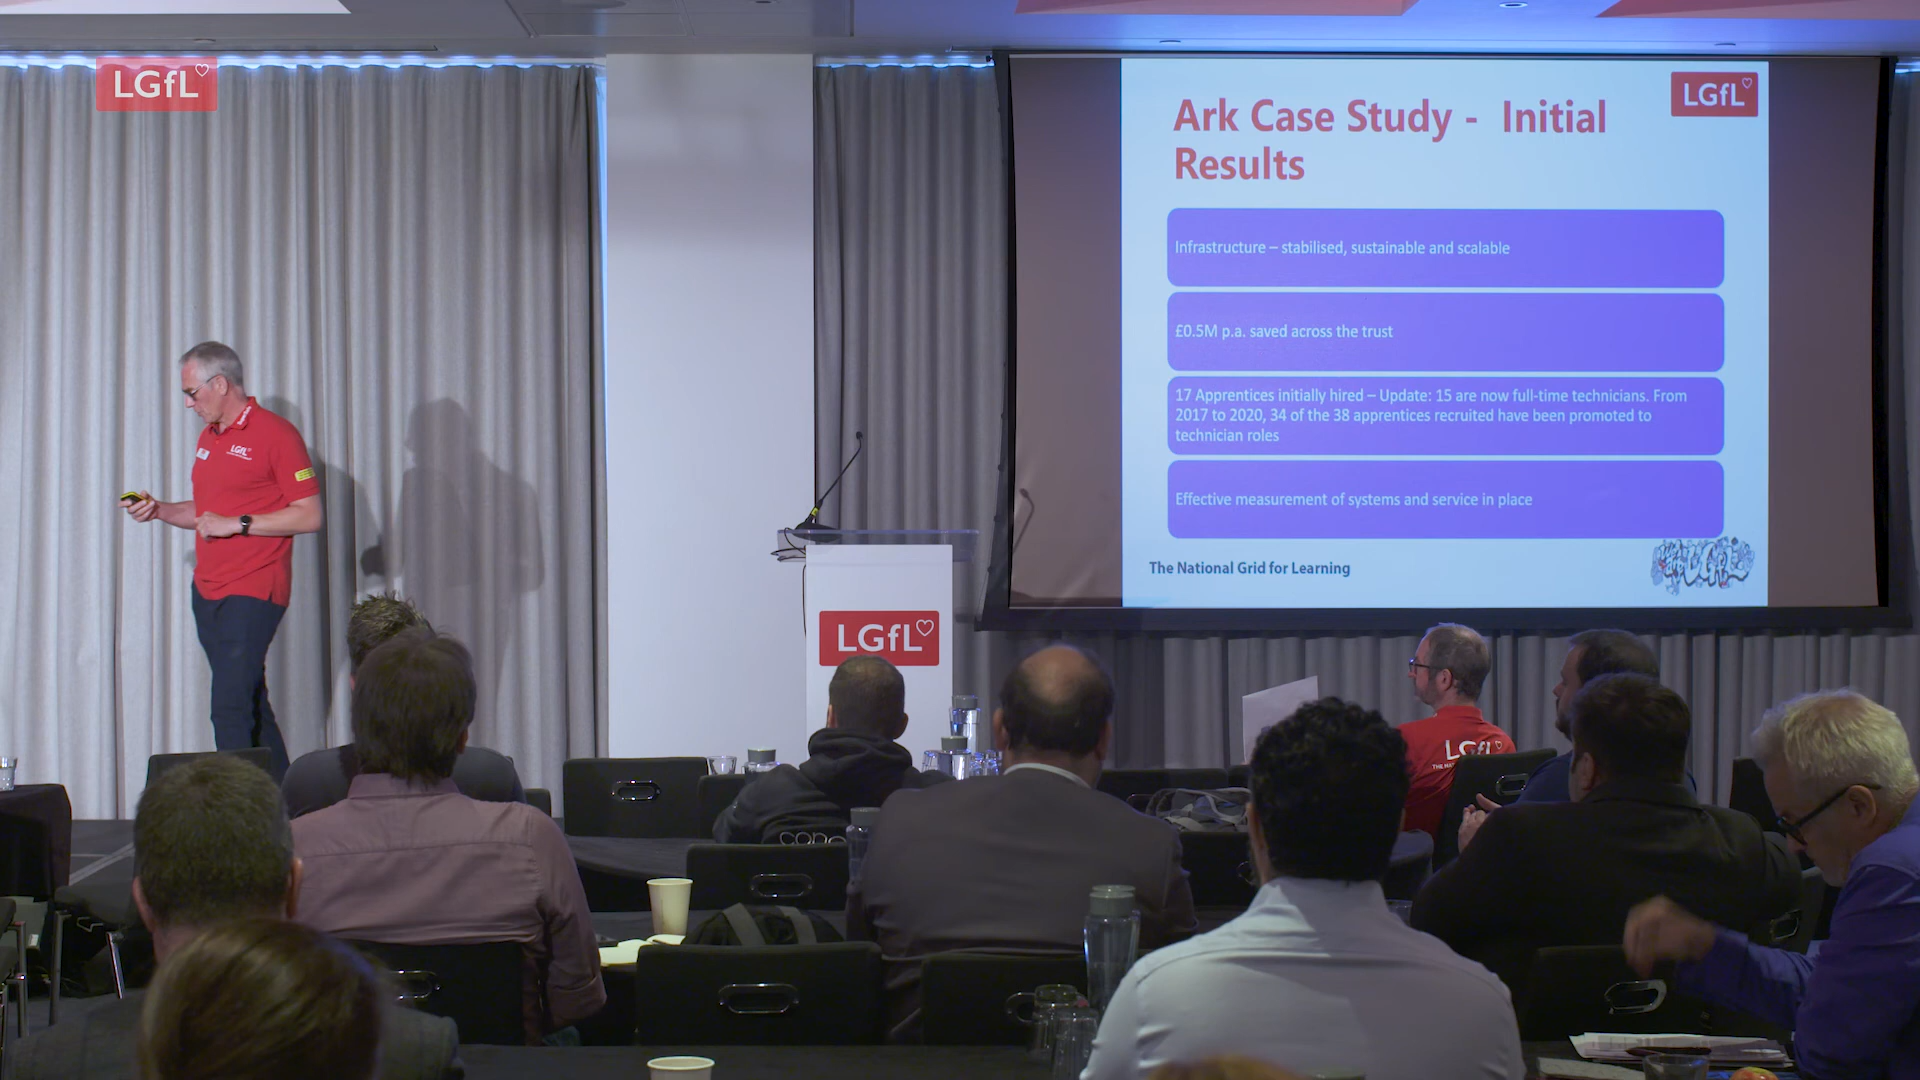 LGfL
LGfL
Ark Case Study - Initial
Results
Infrastructure – stabilised, sustainable and scalable
£0.5M p.a. saved across the trust
17 Apprentices initially hired – Update: 15 are now full-time technicians. From
2017 to 2020, 34 of the 38 apprentices recruited have been promoted to
technician roles
Effective measurement of systems and service in place
The National Grid for Learning
LGfL
LGfL
LGfL
LGfL